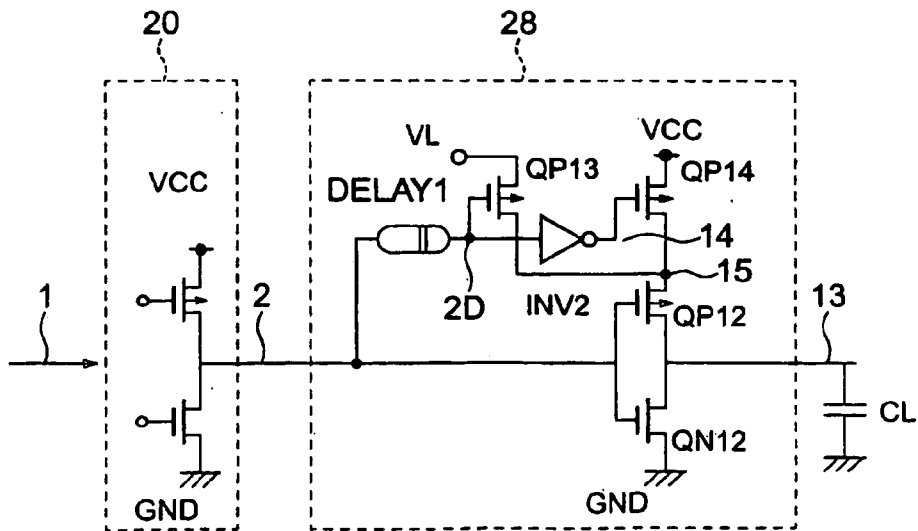 20
28
VCC
VL
VCC
QP13
QP14
DELAY1
14
15
2D
INV2
QP12
1
2
13
CL
QN12
GND
GND